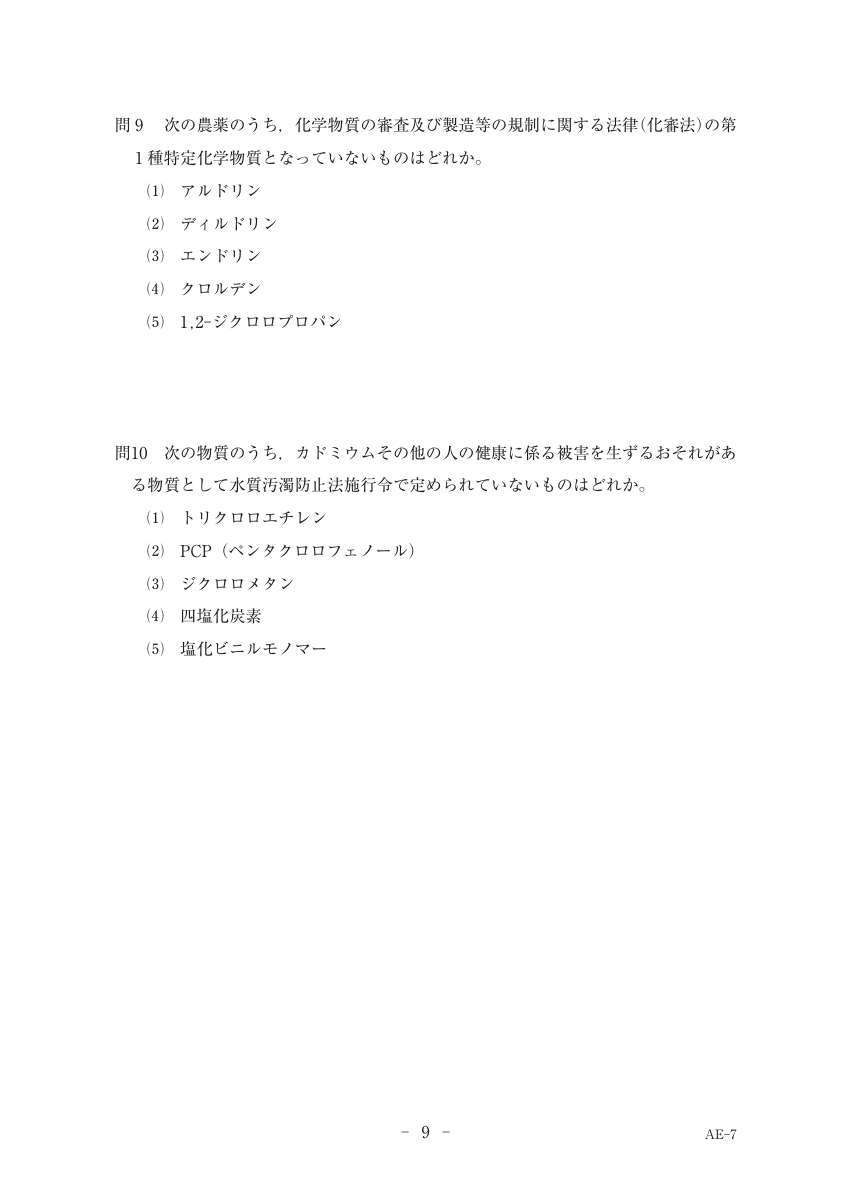 問9　次の農薬のうち，化学物質の審査及び製造等の規制に関する法律(化審法)の第
1種特定化学物質となっていないものはどれか。
(1)　アルドリン
(2)　ディルドリン
(3)　エンドリン
(4)　クロルデン
(5)　1,2-ジクロロプロパン
問10　次の物質のうち，カドミウムその他の人の健康に係る被害を生ずるおそれがあ
る物質として水質汚濁防止法施行令で定められていないものはどれか。
(1)　トリクロロエチレン
(2)　PCP（ペンタクロロフェノール）
(3)　ジクロロメタン
(4)　四塩化炭素
(5)　塩化ビニルモノマー
- 9 -
AE-7